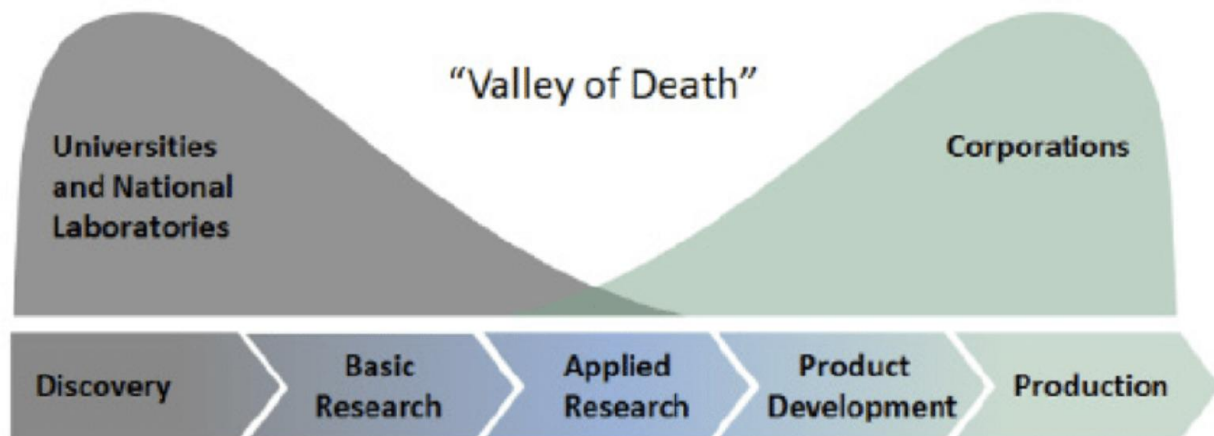 “Valley of Death”
Universities
and National
Laboratories
Corporations
Discovery
Basic
Research
Applied
Research
Product
Development
Production